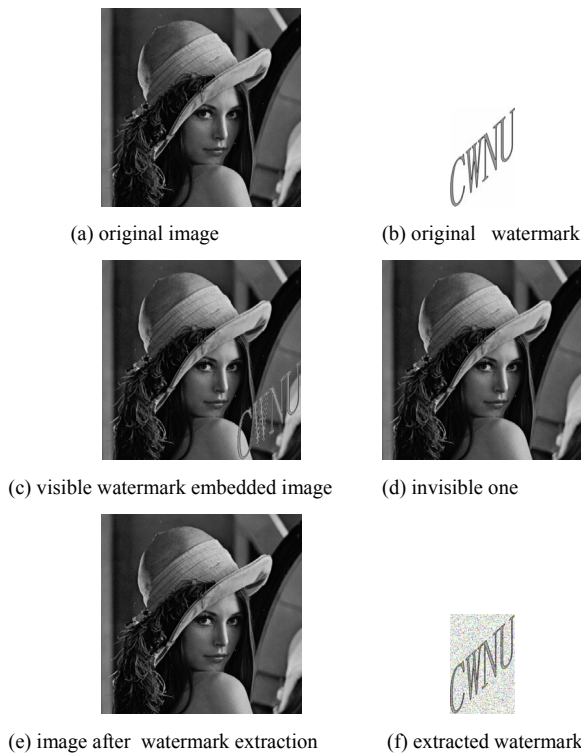 CWNU
(a) original image
(b) original watermark
CWNU
(c) visible watermark embedded image
(d) invisible one
CWNU
(e) image after watermark extraction
(f) extracted watermark